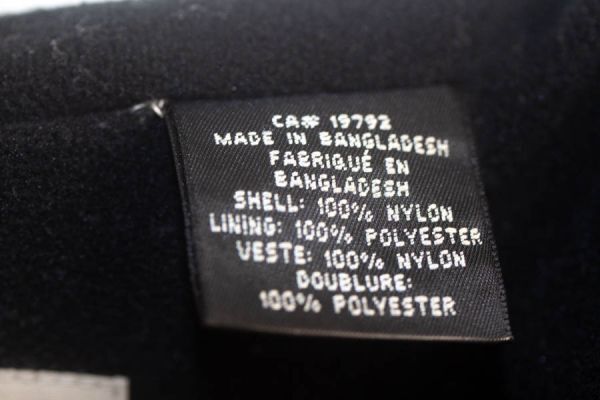 CA# 19792
MADE IN BANGLADESH
FABRIQUÉ EN
BANGLADESH
SHELL: 100% NYLON
LINING: 100% POLYESTER
VESTE: 100% NYLON
DOUBLURE:
100% POLYESTER